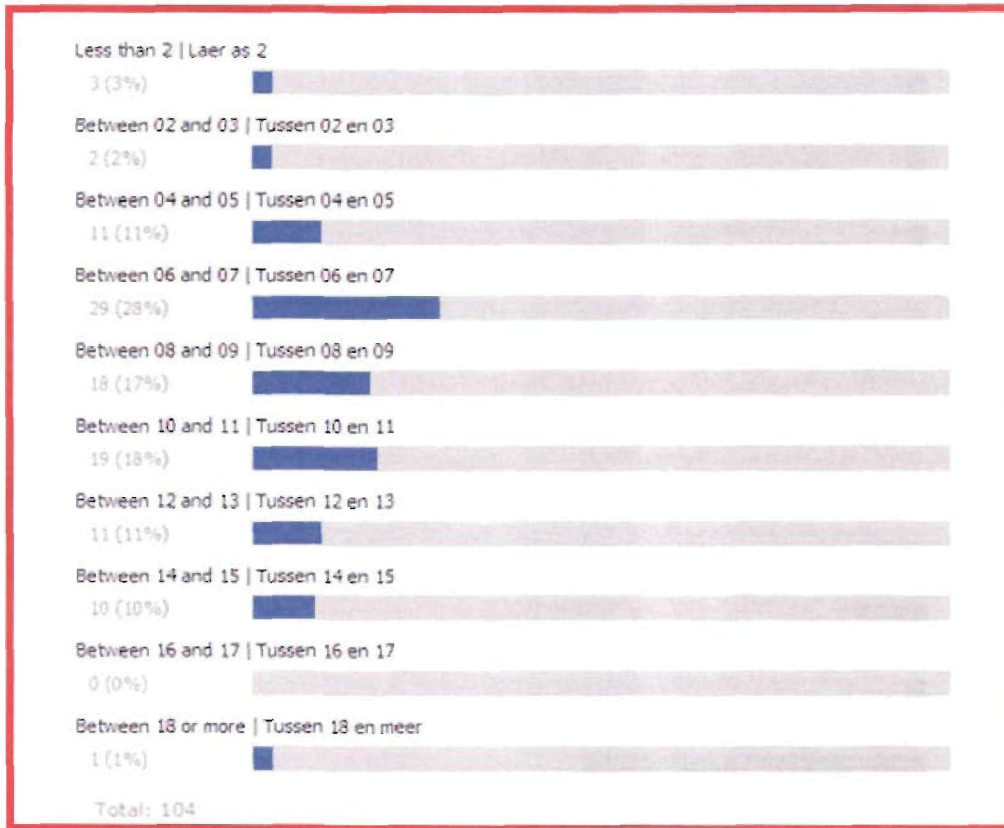 Less than 2 | Laer as 2
3 (3%)
Between 02 and 03 | Tussen 02 en 03
2 (2%)
Between 04 and 05 | Tussen 04 en 05
11 (11%)
Between 06 and 07 | Tussen 06 en 07
29 (28%)
Between 08 and 09 | Tussen 08 en 09
18 (17%)
Between 10 and 11 | Tussen 10 en 11
19 (18%)
Between 12 and 13 | Tussen 12 en 13
11 (11%)
Between 14 and 15 | Tussen 14 en 15
10 (10%)
Between 16 and 17 | Tussen 16 en 17
0 (0%)
Between 18 or more | Tussen 18 en meer
1 (1%)
Total: 104